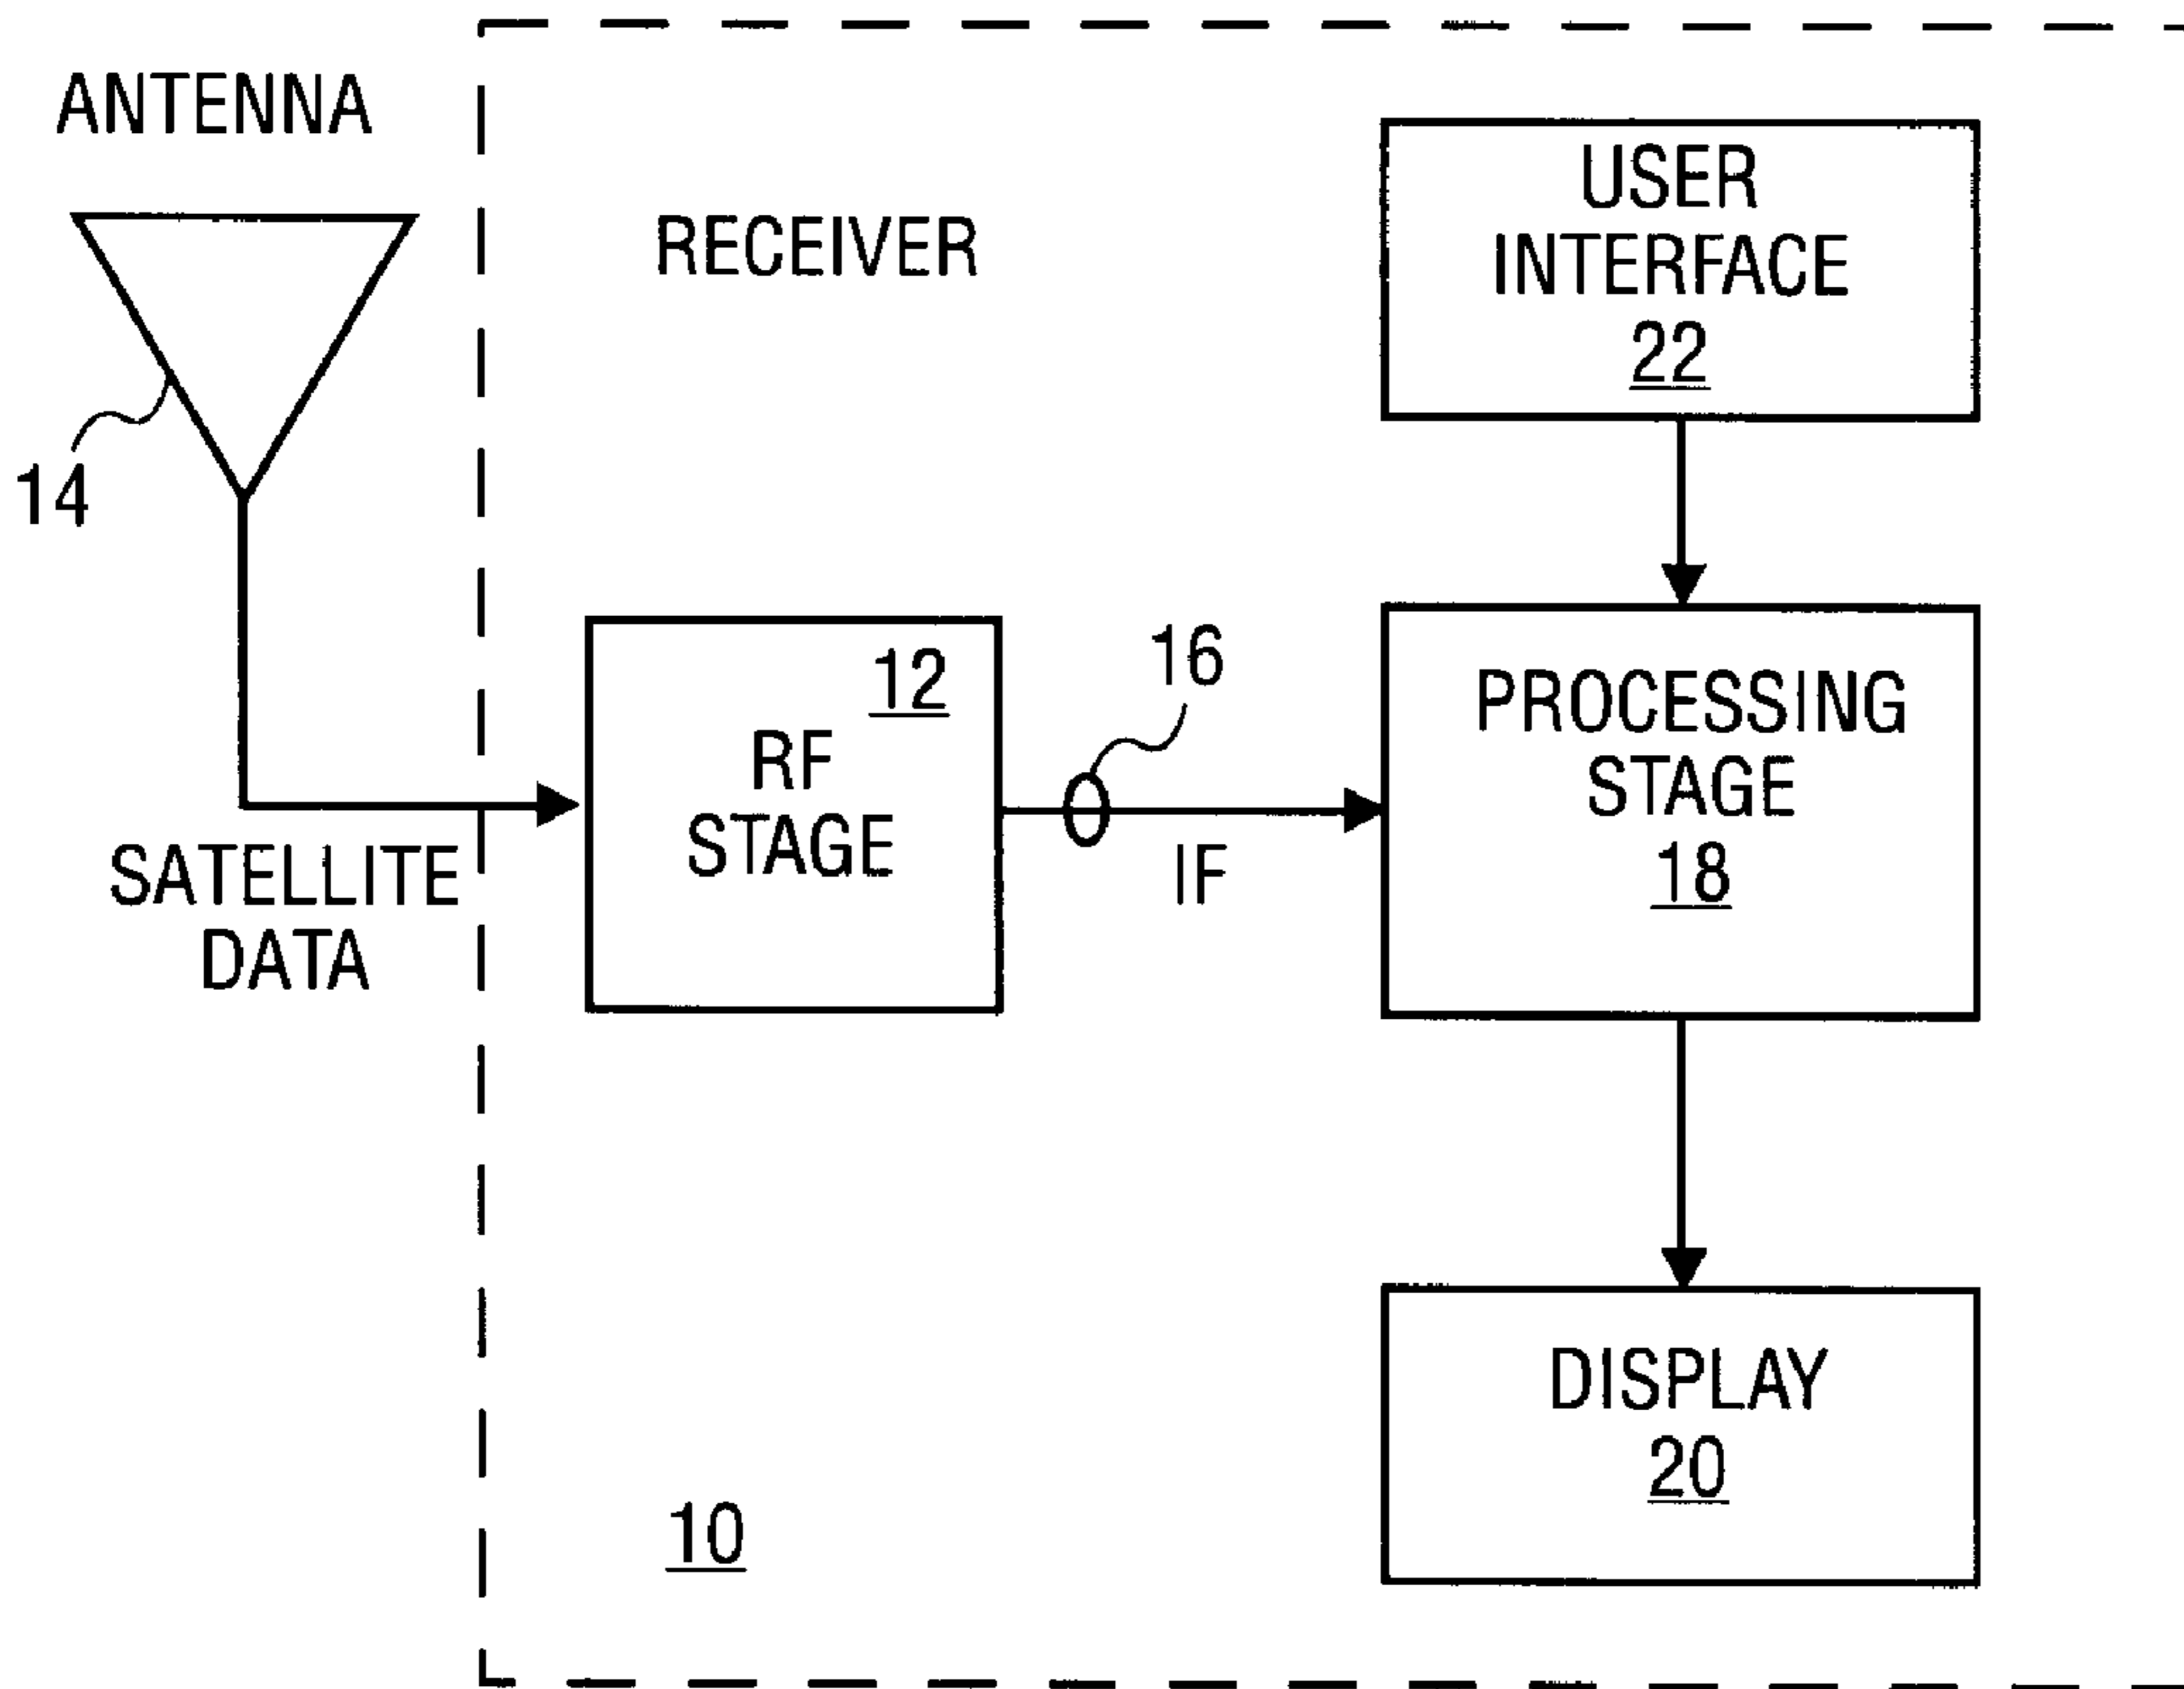 ANTENNA
14
SATELLITE
DATA
RECEIVER
12
RF
STAGE
16
IF
USER
INTERFACE
22
PROCESSING
STAGE
18
DISPLAY
20
10